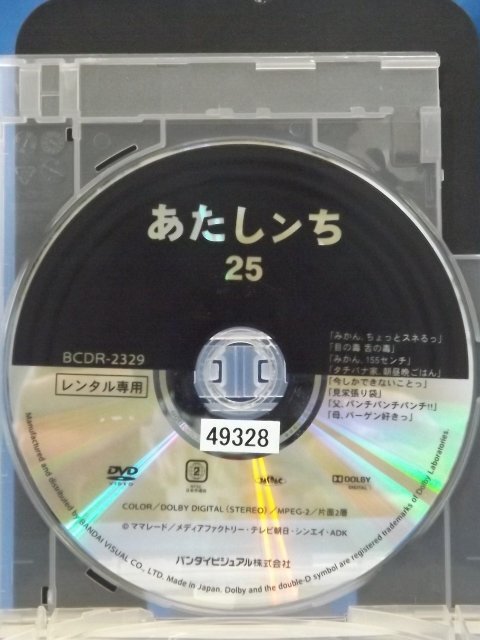 あたしンち
25
BCDR-2329
レンタル専用
「みかん、ちょっとスネるっ」
「目の毒 舌の毒」
「みかん、155センチ」
「タチバナ家、朝昼晩ごはん」
「今しかできないことっ」
「見栄張り袋」
「父、パンチパンチパンチ!!」
「母、バーゲン好きっ」
49328
DVD
VIDEO
2
DOLBY
DIGITAL
COLOR/DOLBY DIGITAL(STEREO)/MPEG-2/片面2層
©ママレード/メディアファクトリー・テレビ朝日・シンエイ・ADK
バンダイビジュアル株式会社
Manufactured and distributed by BANDAI VISUAL CO., LTD. Made in Japan. Dolby and the double-D symbol are registered trademarks of Dolby Laboratories.